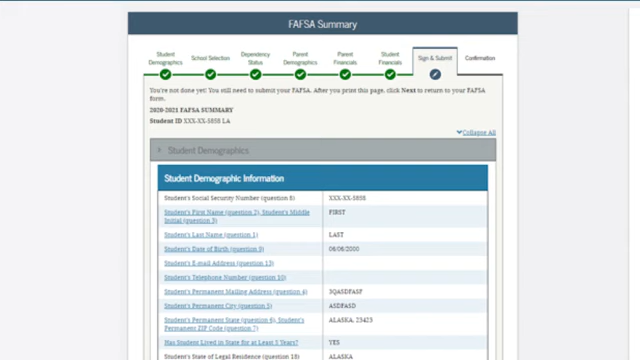 FAFSA Summary
Student
Demographics
School Selection
Dependency
Status
Parent
Demographics
Parent
Financials
Student
Financials
Sign & Submit
Confirmation
You're not done yet! You still need to submit your FAFSA. After you print this page, click Next to return to your FAFSA
form.
2020-2021 FAFSA SUMMARY
Student ID XXX-XX-5858 LA
Collapse All
Student Demographics
Student Demographic Information
Student's Social Security Number (question 8) XXX-XX-5858
Student's First Name (question 2), Student's Middle FIRST
Initial (question 3)
Student's Last Name (question 1) LAST
Student's Date of Birth (question 9) 06/06/2000
Student's E-mail Address (question 13)
Student's Telephone Number (question 10)
Student's Permanent Mailing Address (question 4) 3QASDFASF
Student's Permanent City (question 5) ASDFASD
Student's Permanent State (question 6), Student's ALASKA, 23423
Permanent ZIP Code (question 7)
Has Student Lived in State for at Least 5 Years? YES
Student's State of Legal Residence (question 18) ALASKA